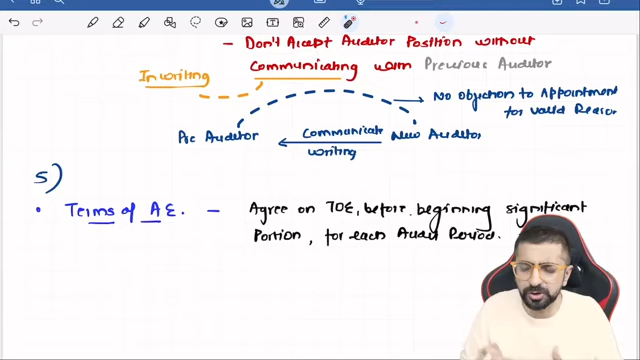 - Don't Accept Auditor Position without
Communicating with Previous Auditor
In writing
No objection to Appointment
for valid Reason
Pre Auditor Communicate New Auditor
writing
5)
• Terms of AE. - Agree on TOE, before beginning significant
Portion, for each Audit Period.